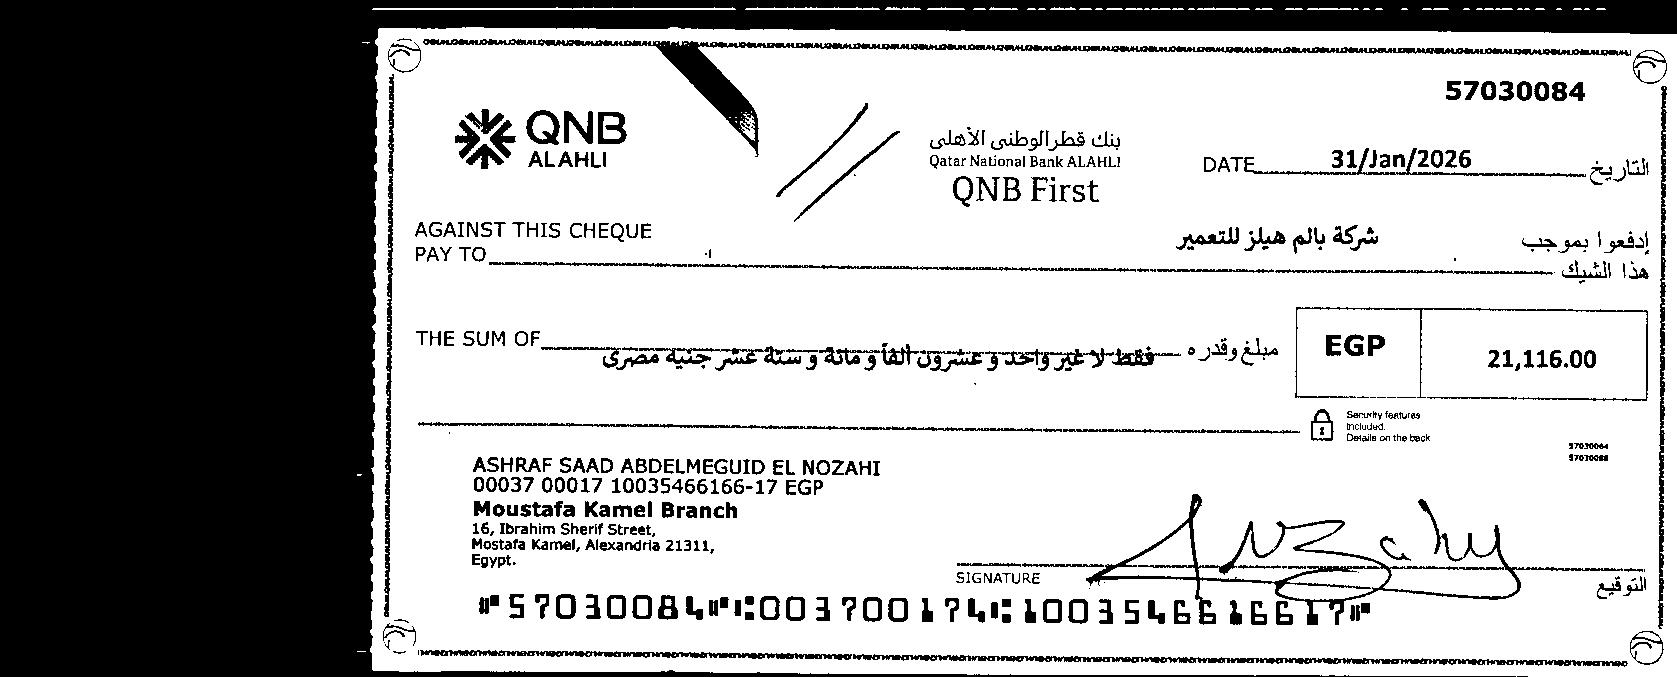 57030084
QNB
ALAHLI
بنك قطر الوطنى الأهلى
Qatar National Bank ALAHLI
QNB First
DATE 31/Jan/2026 التاريخ
AGAINST THIS CHEQUE
PAY TO
شركة بالم هيلز للتعمير
إدفعوا بموجب
هذا الشيك
THE SUM OF
مبلغ وقدره
فقط لا غير واحد و عشرون ألفاً و مائة و ستة عشر جنيه مصرى
EGP 21,116.00
Security features
included.
Details on the back
ASHRAF SAAD ABDELMEGUID EL NOZAHI
00037 00017 10035466166-17 EGP
Moustafa Kamel Branch
16, Ibrahim Sherif Street,
Mostafa Kamel, Alexandria 21311,
Egypt.
SIGNATURE التوقيع
⑈57030084⑈⑆003700174⑆1003546616617⑈